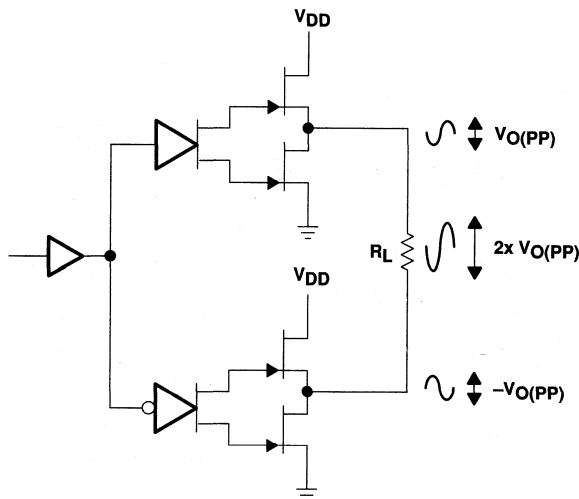 VDD
VO(PP)
RL
2x VO(PP)
VDD
–VO(PP)